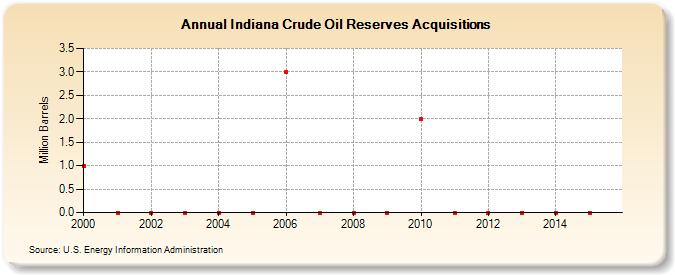 Annual Indiana Crude Oil Reserves Acquisitions
Million Barrels
3.5
3.0
2.5
2.0
1.5
1.0
0.5
0.0
2000 2002 2004 2006 2008 2010 2012 2014
Source: U.S. Energy Information Administration